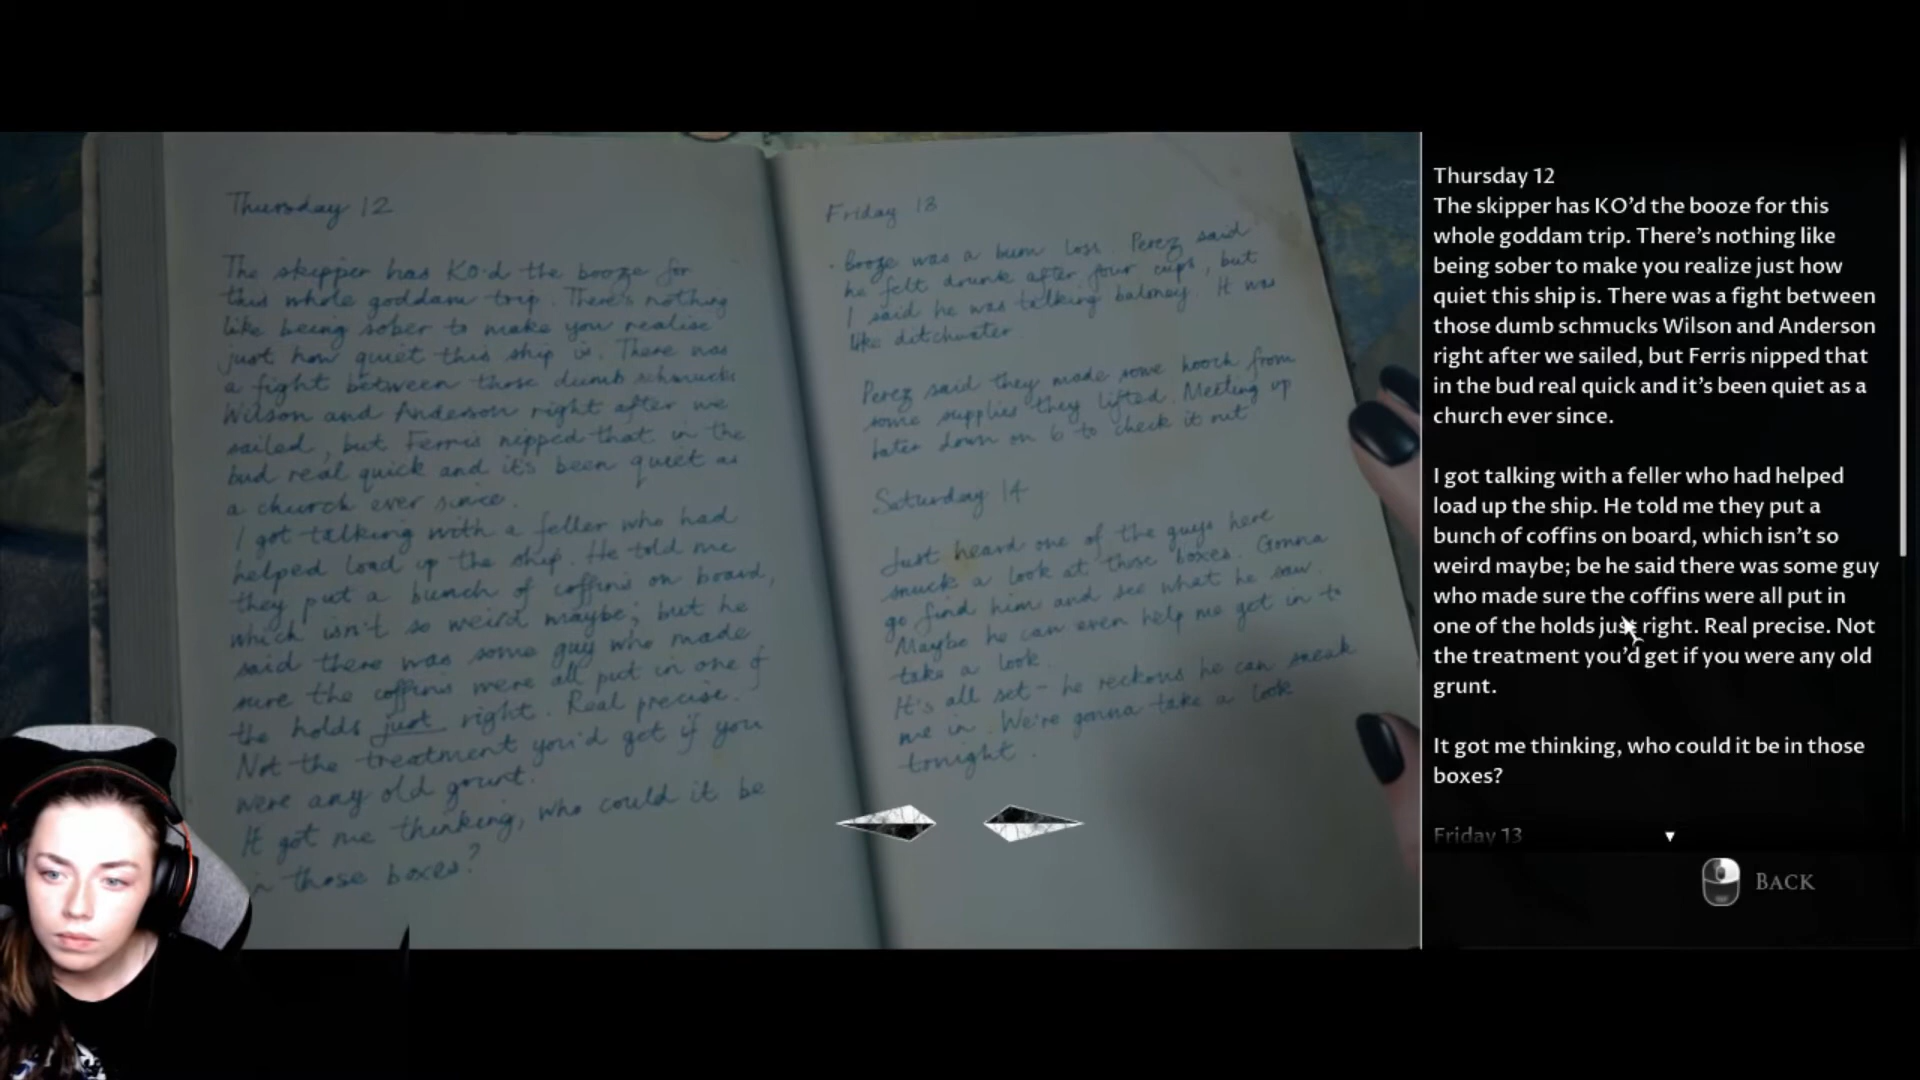 Thursday 12
The skipper has KO'd the booze for
this whole goddam trip. There's nothing
like being sober to make you realise
just how quiet this ship is. There was
a fight between those dumb schmucks
Wilson and Anderson right after we
sailed, but Ferris nipped that in the
bud real quick and it's been quiet as
a church ever since.
I got talking with a feller who had
helped load up the ship. He told me
they put a bunch of coffins on board,
which isn't so weird maybe; but he
said there was some guy who made
sure the coffins were all put in one of
the holds just right. Real precise.
Not the treatment you'd get if you
were any old grunt.
It got me thinking, who could it be
in those boxes?
Friday 13
Booze was a bum loss. Perez said
he felt drunk after four cups, but
I said he was talking baloney. It was
like ditchwater.
Perez said they made some hooch from
some supplies they lifted. Meeting up
later down on 6 to check it out
Saturday 14
Just heard one of the guys here
snuck a look at those boxes. Gonna
go find him and see what he saw.
Maybe he can even help me get in to
take a look.
It's all set - he reckons he can sneak
me in. We're gonna take a look
tonight.
Thursday 12
The skipper has KO'd the booze for this
whole goddam trip. There's nothing like
being sober to make you realize just how
quiet this ship is. There was a fight between
those dumb schmucks Wilson and Anderson
right after we sailed, but Ferris nipped that
in the bud real quick and it's been quiet as a
church ever since.
I got talking with a feller who had helped
load up the ship. He told me they put a
bunch of coffins on board, which isn't so
weird maybe; be he said there was some guy
who made sure the coffins were all put in
one of the holds just right. Real precise. Not
the treatment you'd get if you were any old
grunt.
It got me thinking, who could it be in those
boxes?
Friday 13
BACK